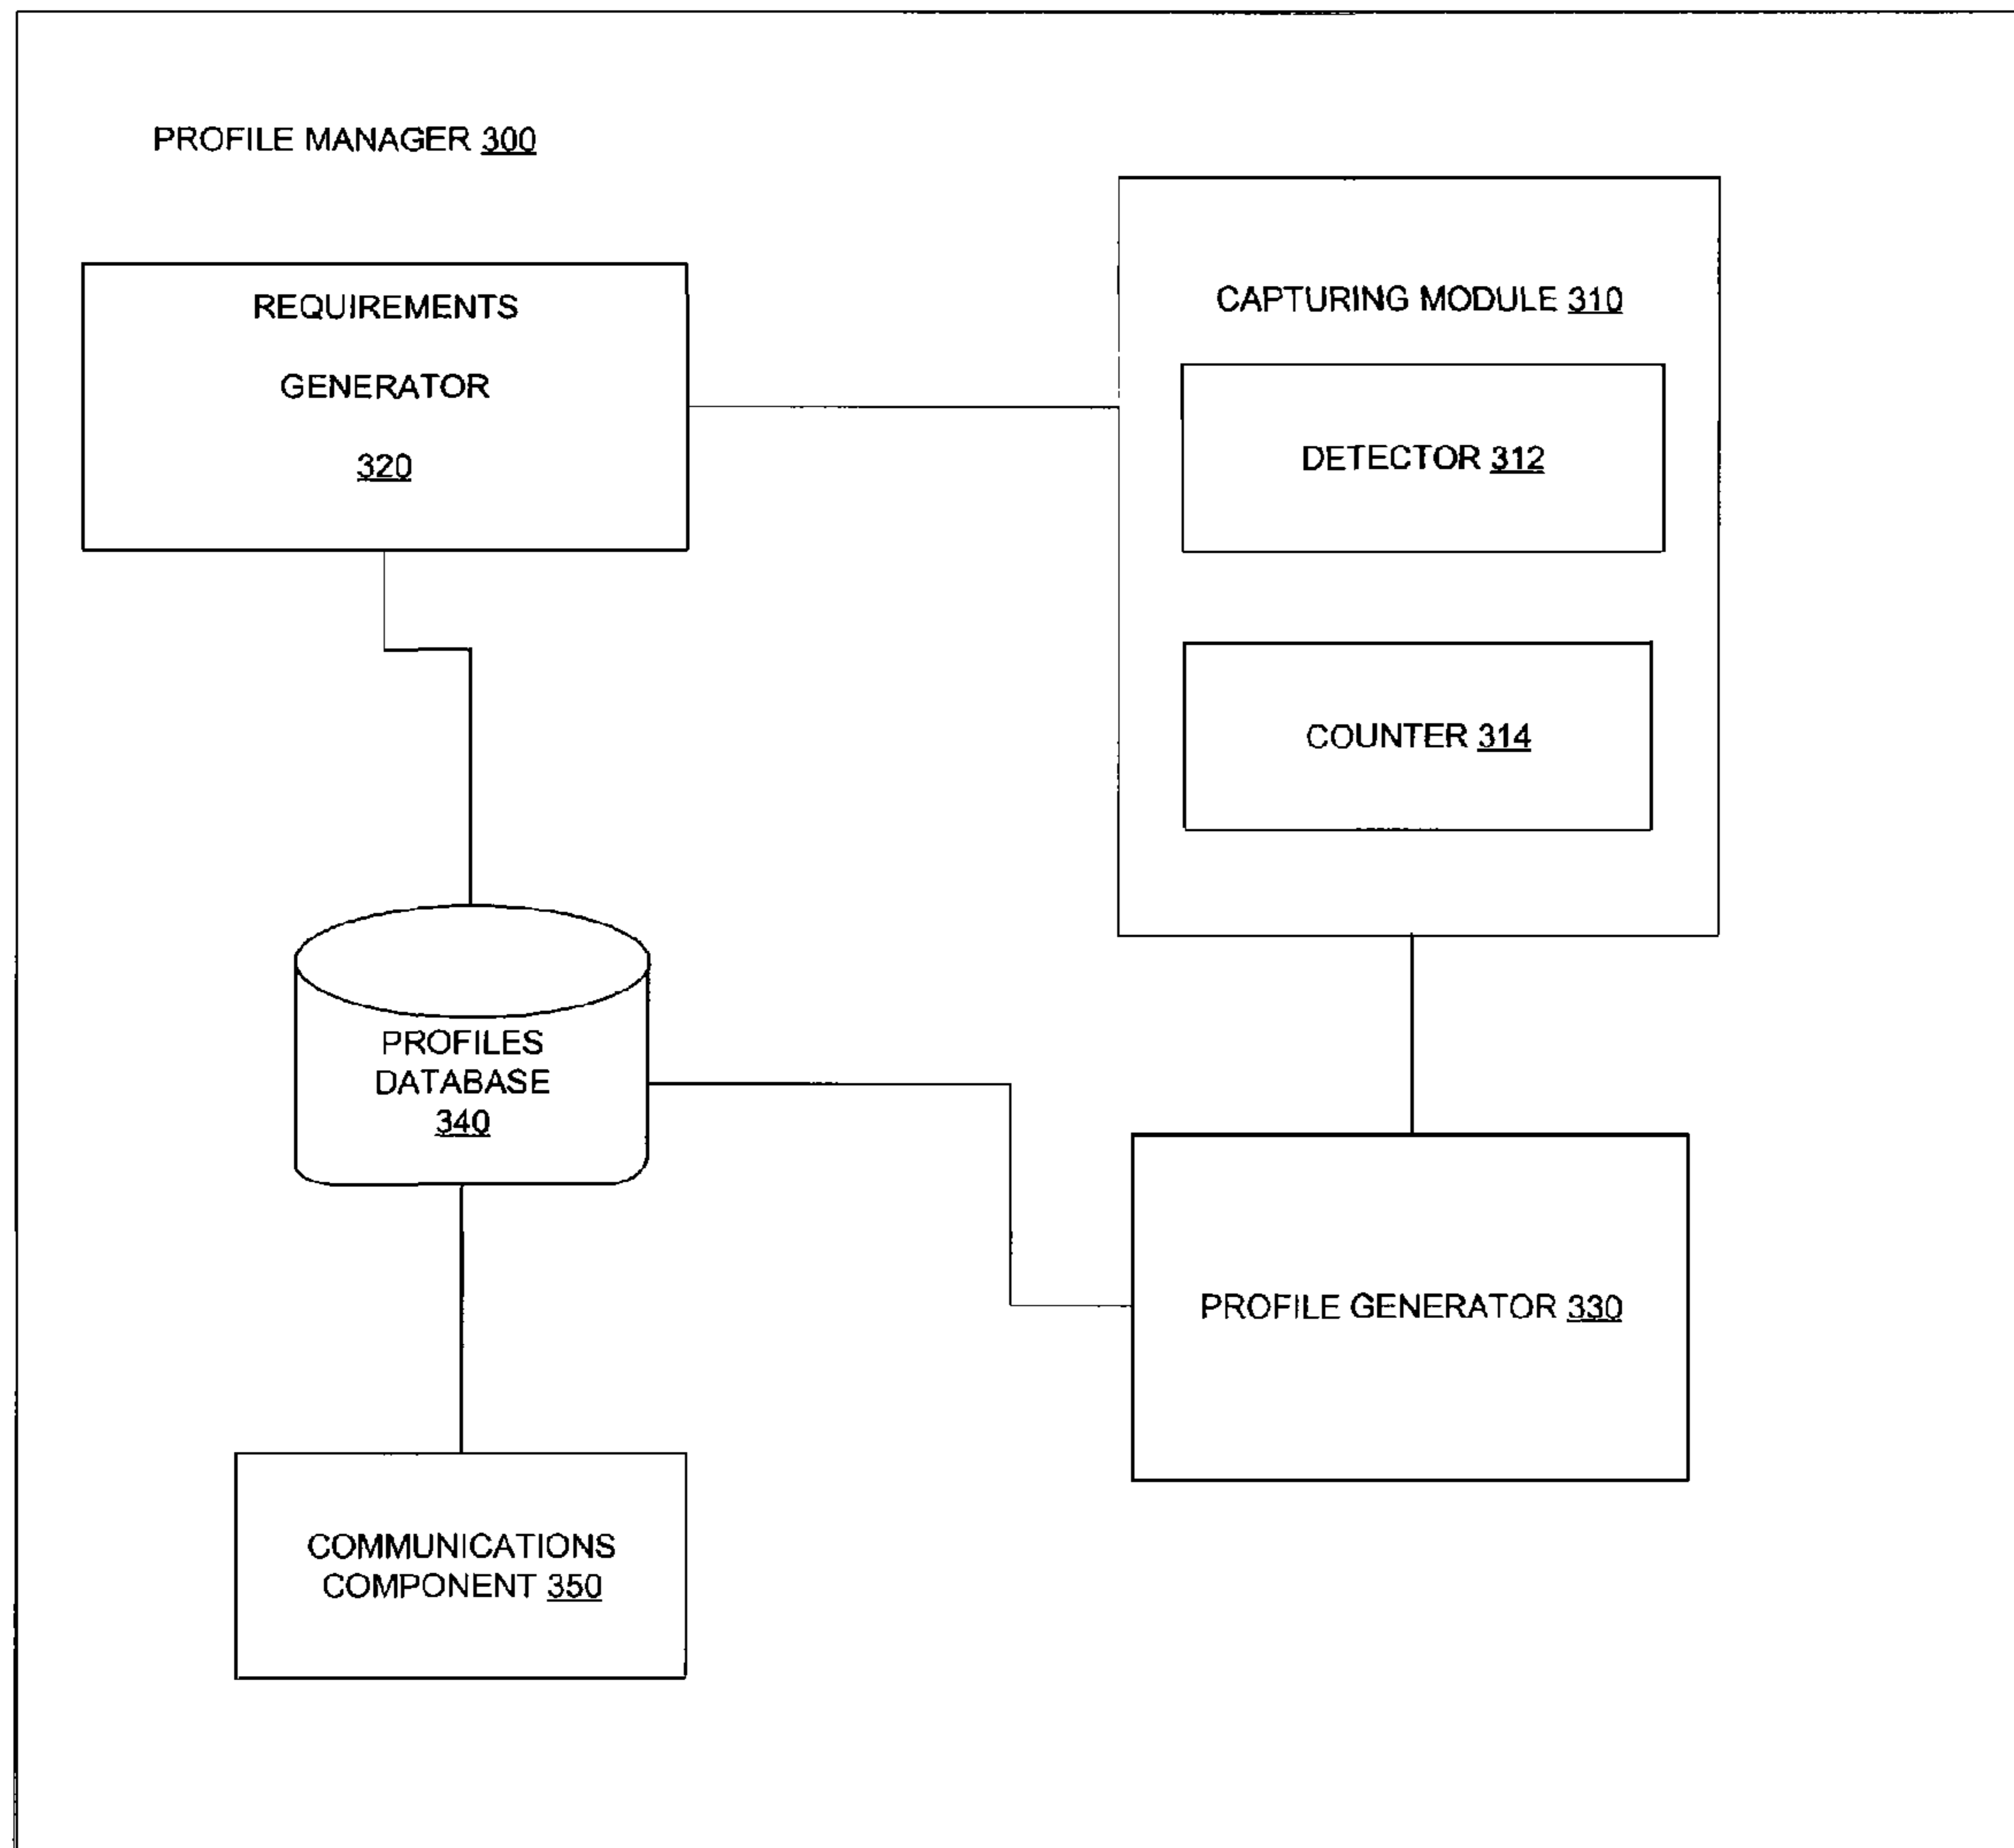 PROFILE MANAGER 300
REQUIREMENTS
GENERATOR
320
CAPTURING MODULE 310
DETECTOR 312
COUNTER 314
PROFILES
DATABASE
340
PROFILE GENERATOR 330
COMMUNICATIONS
COMPONENT 350